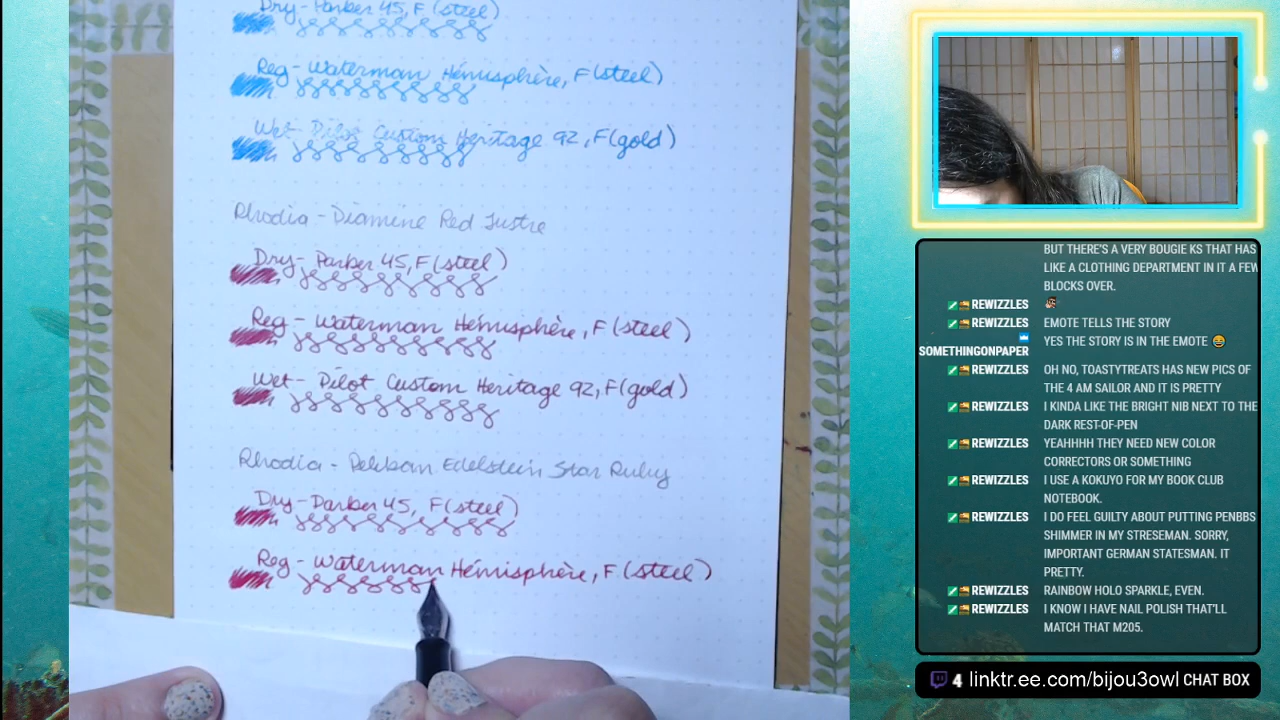 Dry - Parker 45, F (steel)
Reg - Waterman Hémisphère, F (steel)
Wet - Pilot Custom Heritage 92, F (gold)
Rhodia - Diamine Red Lustre
Dry - Parker 45, F (steel)
Reg - Waterman Hémisphère, F (steel)
Wet - Pilot Custom Heritage 92, F (gold)
Rhodia - Pelikan Edelstein Star Ruby
Dry - Parker 45, F (steel)
Reg - Waterman Hémisphère, F (steel)
BUT THERE'S A VERY BOUGIE KS THAT HAS
LIKE A CLOTHING DEPARTMENT IN IT A FEW
BLOCKS OVER.
REWIZZLES
REWIZZLES EMOTE TELLS THE STORY
SOMETHINGONPAPER YES THE STORY IS IN THE EMOTE 😅
REWIZZLES OH NO, TOASTYTREATS HAS NEW PICS OF
THE 4 AM SAILOR AND IT IS PRETTY
REWIZZLES I KINDA LIKE THE BRIGHT NIB NEXT TO THE
DARK REST-OF-PEN
REWIZZLES YEAHHHH THEY NEED NEW COLOR
CORRECTORS OR SOMETHING
REWIZZLES I USE A KOKUYO FOR MY BOOK CLUB
NOTEBOOK.
REWIZZLES I DO FEEL GUILTY ABOUT PUTTING PENBBS
SHIMMER IN MY STRESEMAN. SORRY,
IMPORTANT GERMAN STATESMAN. IT
PRETTY.
REWIZZLES RAINBOW HOLO SPARKLE, EVEN.
REWIZZLES I KNOW I HAVE NAIL POLISH THAT'LL
MATCH THAT M205.
4 linktr.ee.com/bijou3owl CHAT BOX